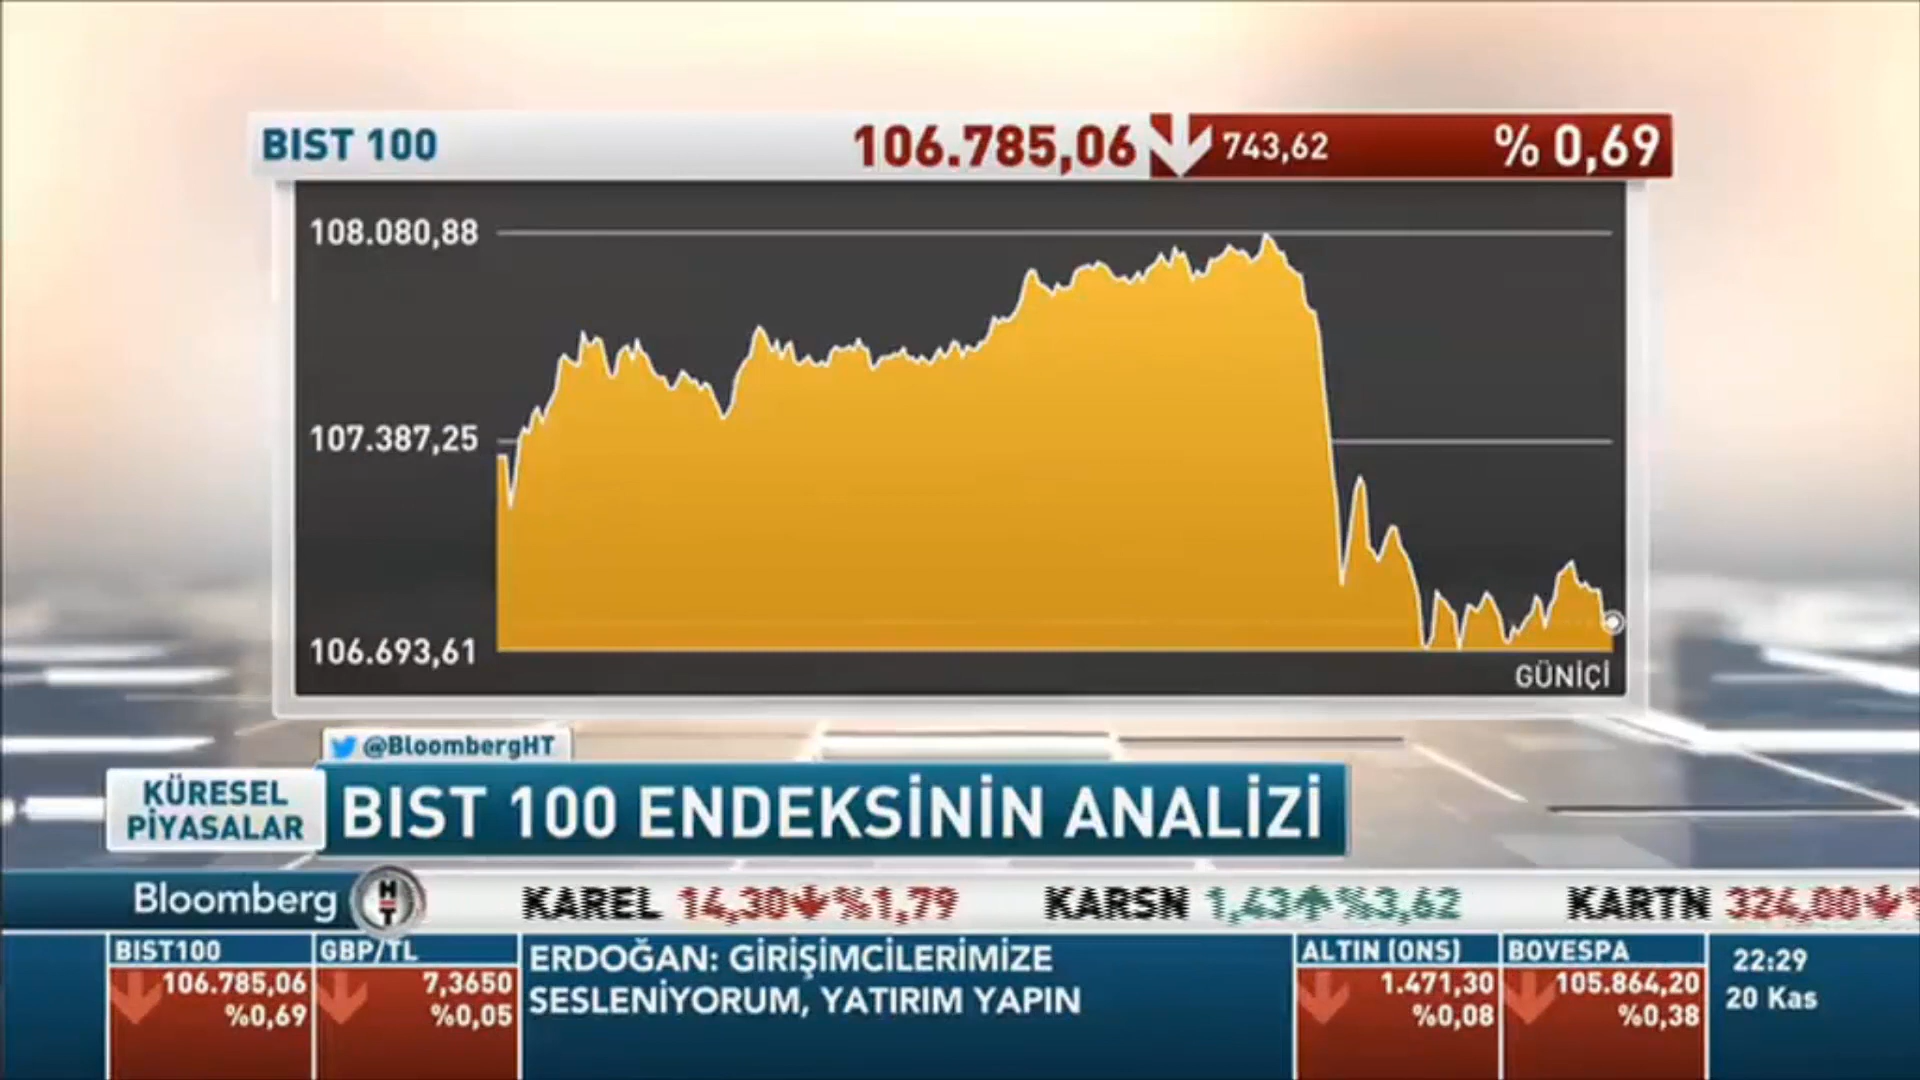 BIST 100 106.785,06 743,62 % 0,69
108.080,88
107.387,25
106.693,61
GÜNİÇİ
@BloombergHT
KÜRESEL
PİYASALAR
BIST 100 ENDEKSİNİN ANALİZİ
Bloomberg HT
KAREL 14,30 %1,79 KARSN 1,43 %3,62 KARTN 324,00
BIST100
106.785,06
%0,69
GBP/TL
7,3650
%0,05
ERDOĞAN: GİRİŞİMCİLERİMİZE
SESLENİYORUM, YATIRIM YAPIN
ALTIN (ONS)
1.471,30
%0,08
BOVESPA
105.864,20
%0,38
22:29
20 Kas